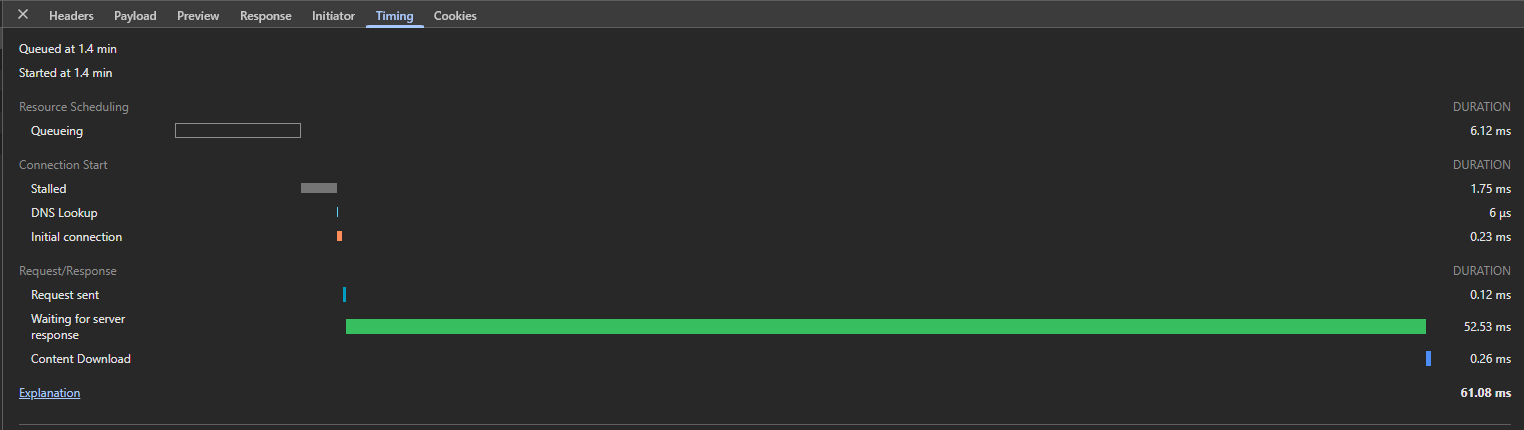 Headers Payload Preview Response Initiator Timing Cookies
Queued at 1.4 min
Started at 1.4 min
Resource Scheduling DURATION
Queueing 6.12 ms
Connection Start DURATION
Stalled 1.75 ms
DNS Lookup 6 μs
Initial connection 0.23 ms
Request/Response DURATION
Request sent 0.12 ms
Waiting for server
response 52.53 ms
Content Download 0.26 ms
Explanation 61.08 ms